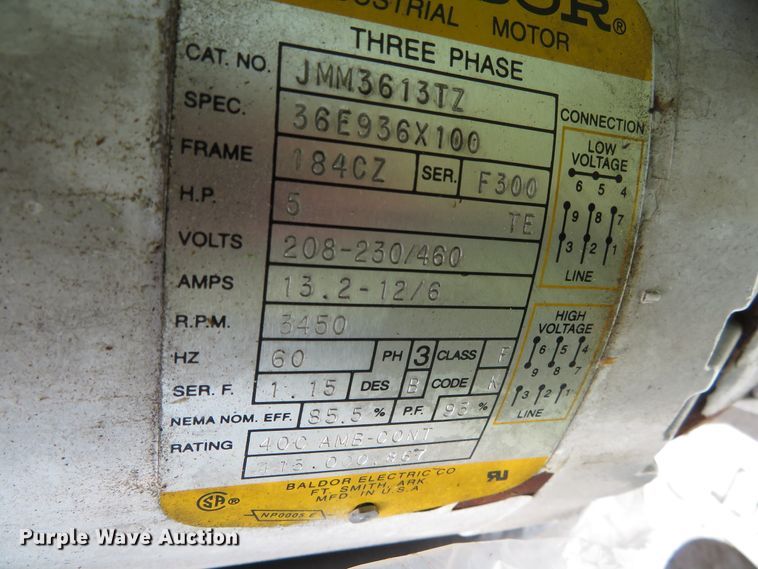 INDUSTRIAL MOTOR
THREE PHASE
CAT. NO. JMM3613TZ
SPEC. 36E936X100
FRAME 184CZ SER. F300
H.P. 5 TE
VOLTS 208-230/460
AMPS 13.2-12/6
R.P.M. 3450
HZ 60 PH 3 CLASS F
SER. F. 1.15 DES B CODE K
NEMA NOM. EFF. 85.5 % P.F. 93 %
RATING 40C AMB-CONT
CONNECTION
LOW
VOLTAGE
6 5 4
9 8 7
3 2 1
LINE
HIGH
VOLTAGE
6 5 4
9 8 7
3 2 1
LINE
BALDOR ELECTRIC CO
FT. SMITH, ARK
MFD IN U.S.A
SA ®
NP0005 E
Purple Wave Auction